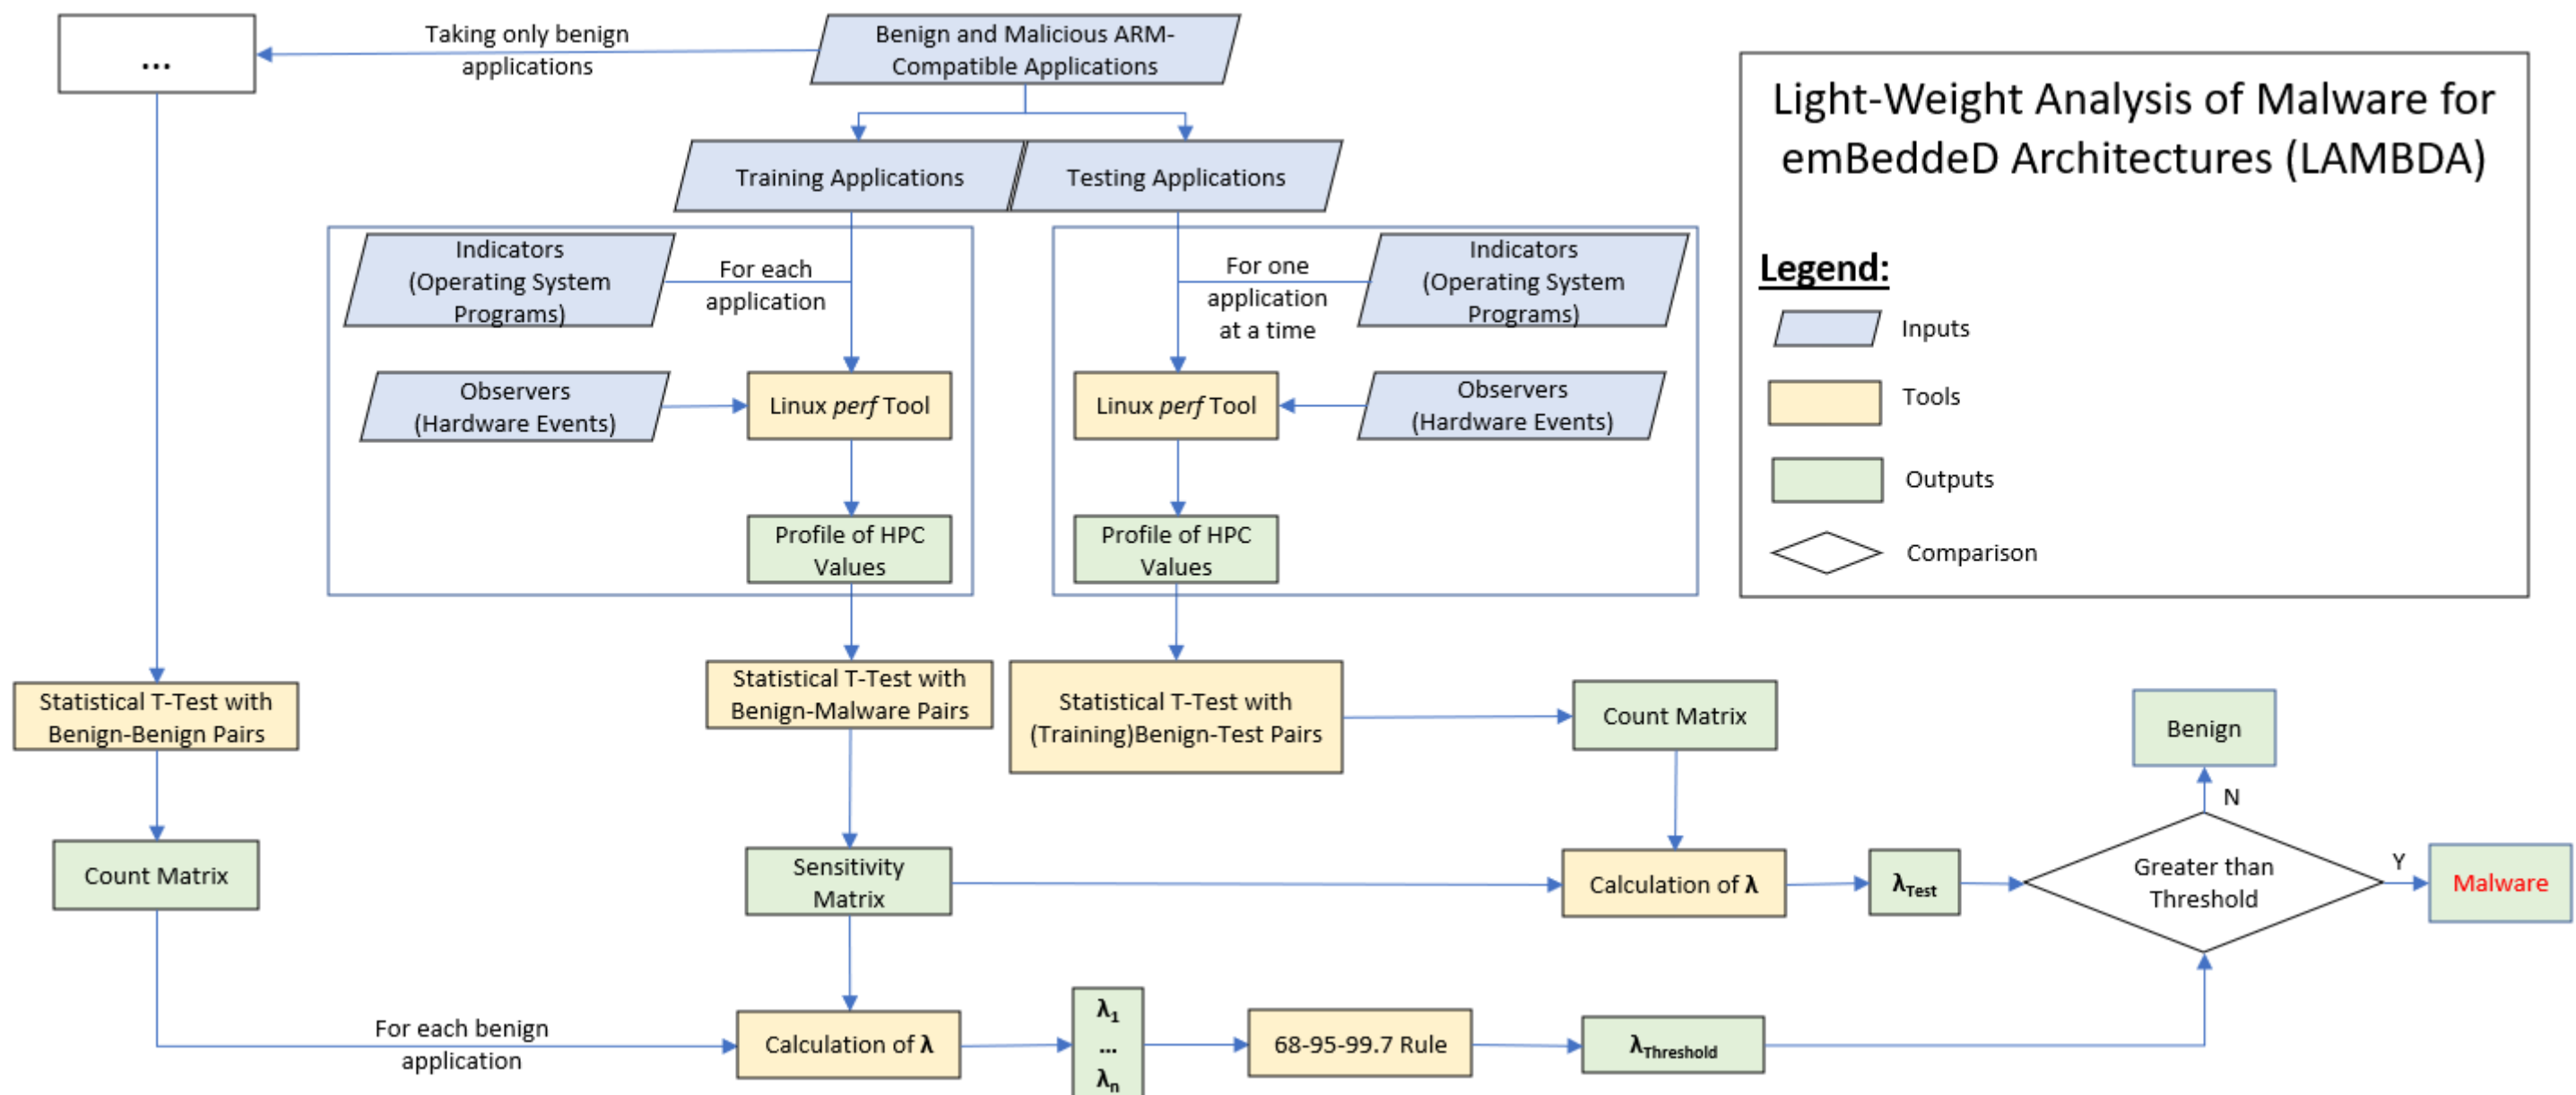 ...
Taking only benign
applications
Benign and Malicious ARM-
Compatible Applications
Light-Weight Analysis of Malware for
emBeddeD Architectures (LAMBDA)
Legend:
Inputs
Tools
Outputs
Comparison
Training Applications
Testing Applications
Indicators
(Operating System
Programs)
For each
application
For one
application
at a time
Indicators
(Operating System
Programs)
Observers
(Hardware Events)
Linux perf Tool
Linux perf Tool
Observers
(Hardware Events)
Profile of HPC
Values
Profile of HPC
Values
Statistical T-Test with
Benign-Benign Pairs
Statistical T-Test with
Benign-Malware Pairs
Statistical T-Test with
(Training)Benign-Test Pairs
Count Matrix
Benign
N
Count Matrix
Sensitivity
Matrix
Calculation of λ
λTest
Greater than
Threshold
Y
Malware
For each benign
application
Calculation of λ
λ1
...
λn
68-95-99.7 Rule
λThreshold